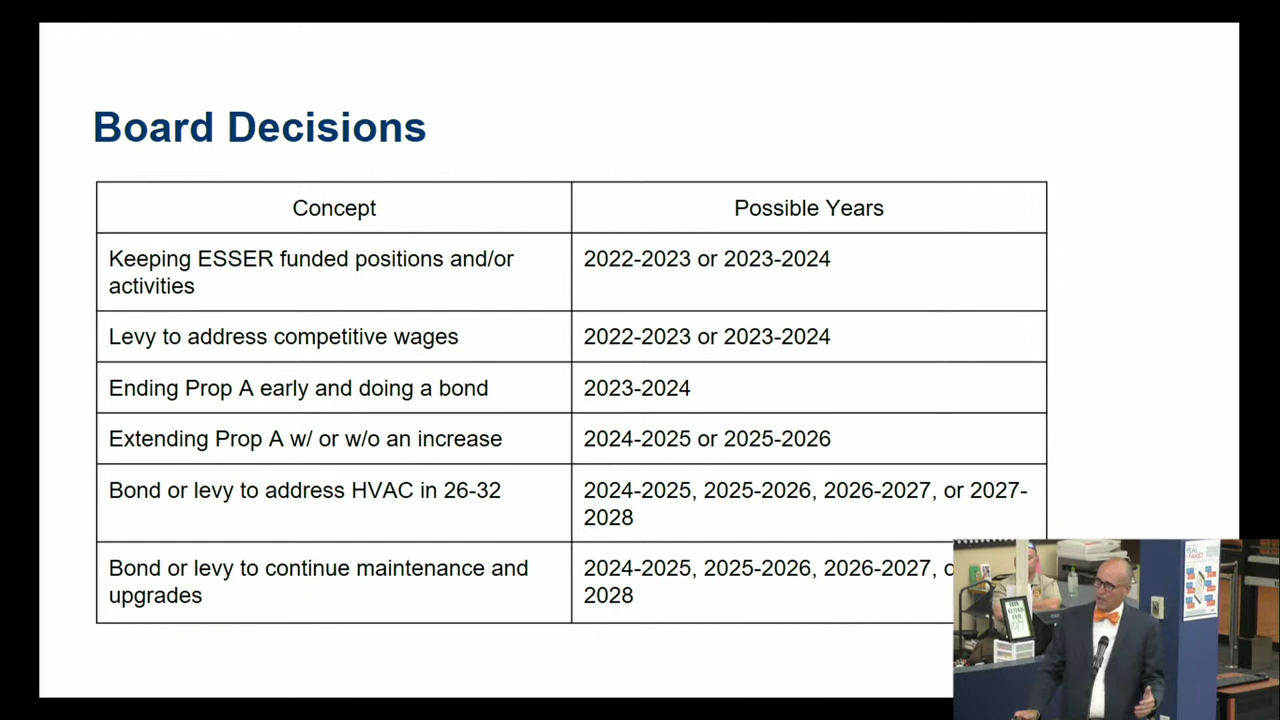 Board Decisions
Concept
Possible Years
Keeping ESSER funded positions and/or
activities
2022-2023 or 2023-2024
Levy to address competitive wages
2022-2023 or 2023-2024
Ending Prop A early and doing a bond
2023-2024
Extending Prop A w/ or w/o an increase
2024-2025 or 2025-2026
Bond or levy to address HVAC in 26-32
2024-2025, 2025-2026, 2026-2027, or 2027-
2028
Bond or levy to continue maintenance and
upgrades
2024-2025, 2025-2026, 2026-2027,
2028